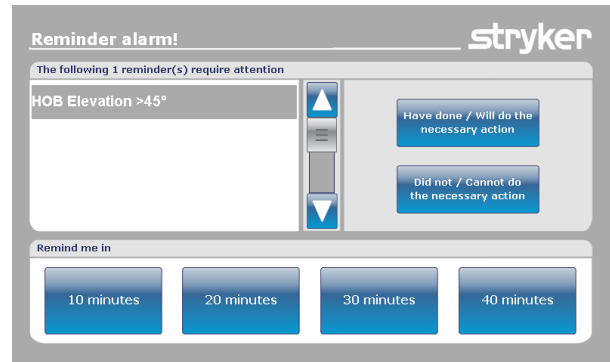 Reminder alarm!
stryker
The following 1 reminder(s) require attention
HOB Elevation >45°
Have done / Will do the
necessary action
Did not / Cannot do
the necessary action
Remind me in
10 minutes
20 minutes
30 minutes
40 minutes